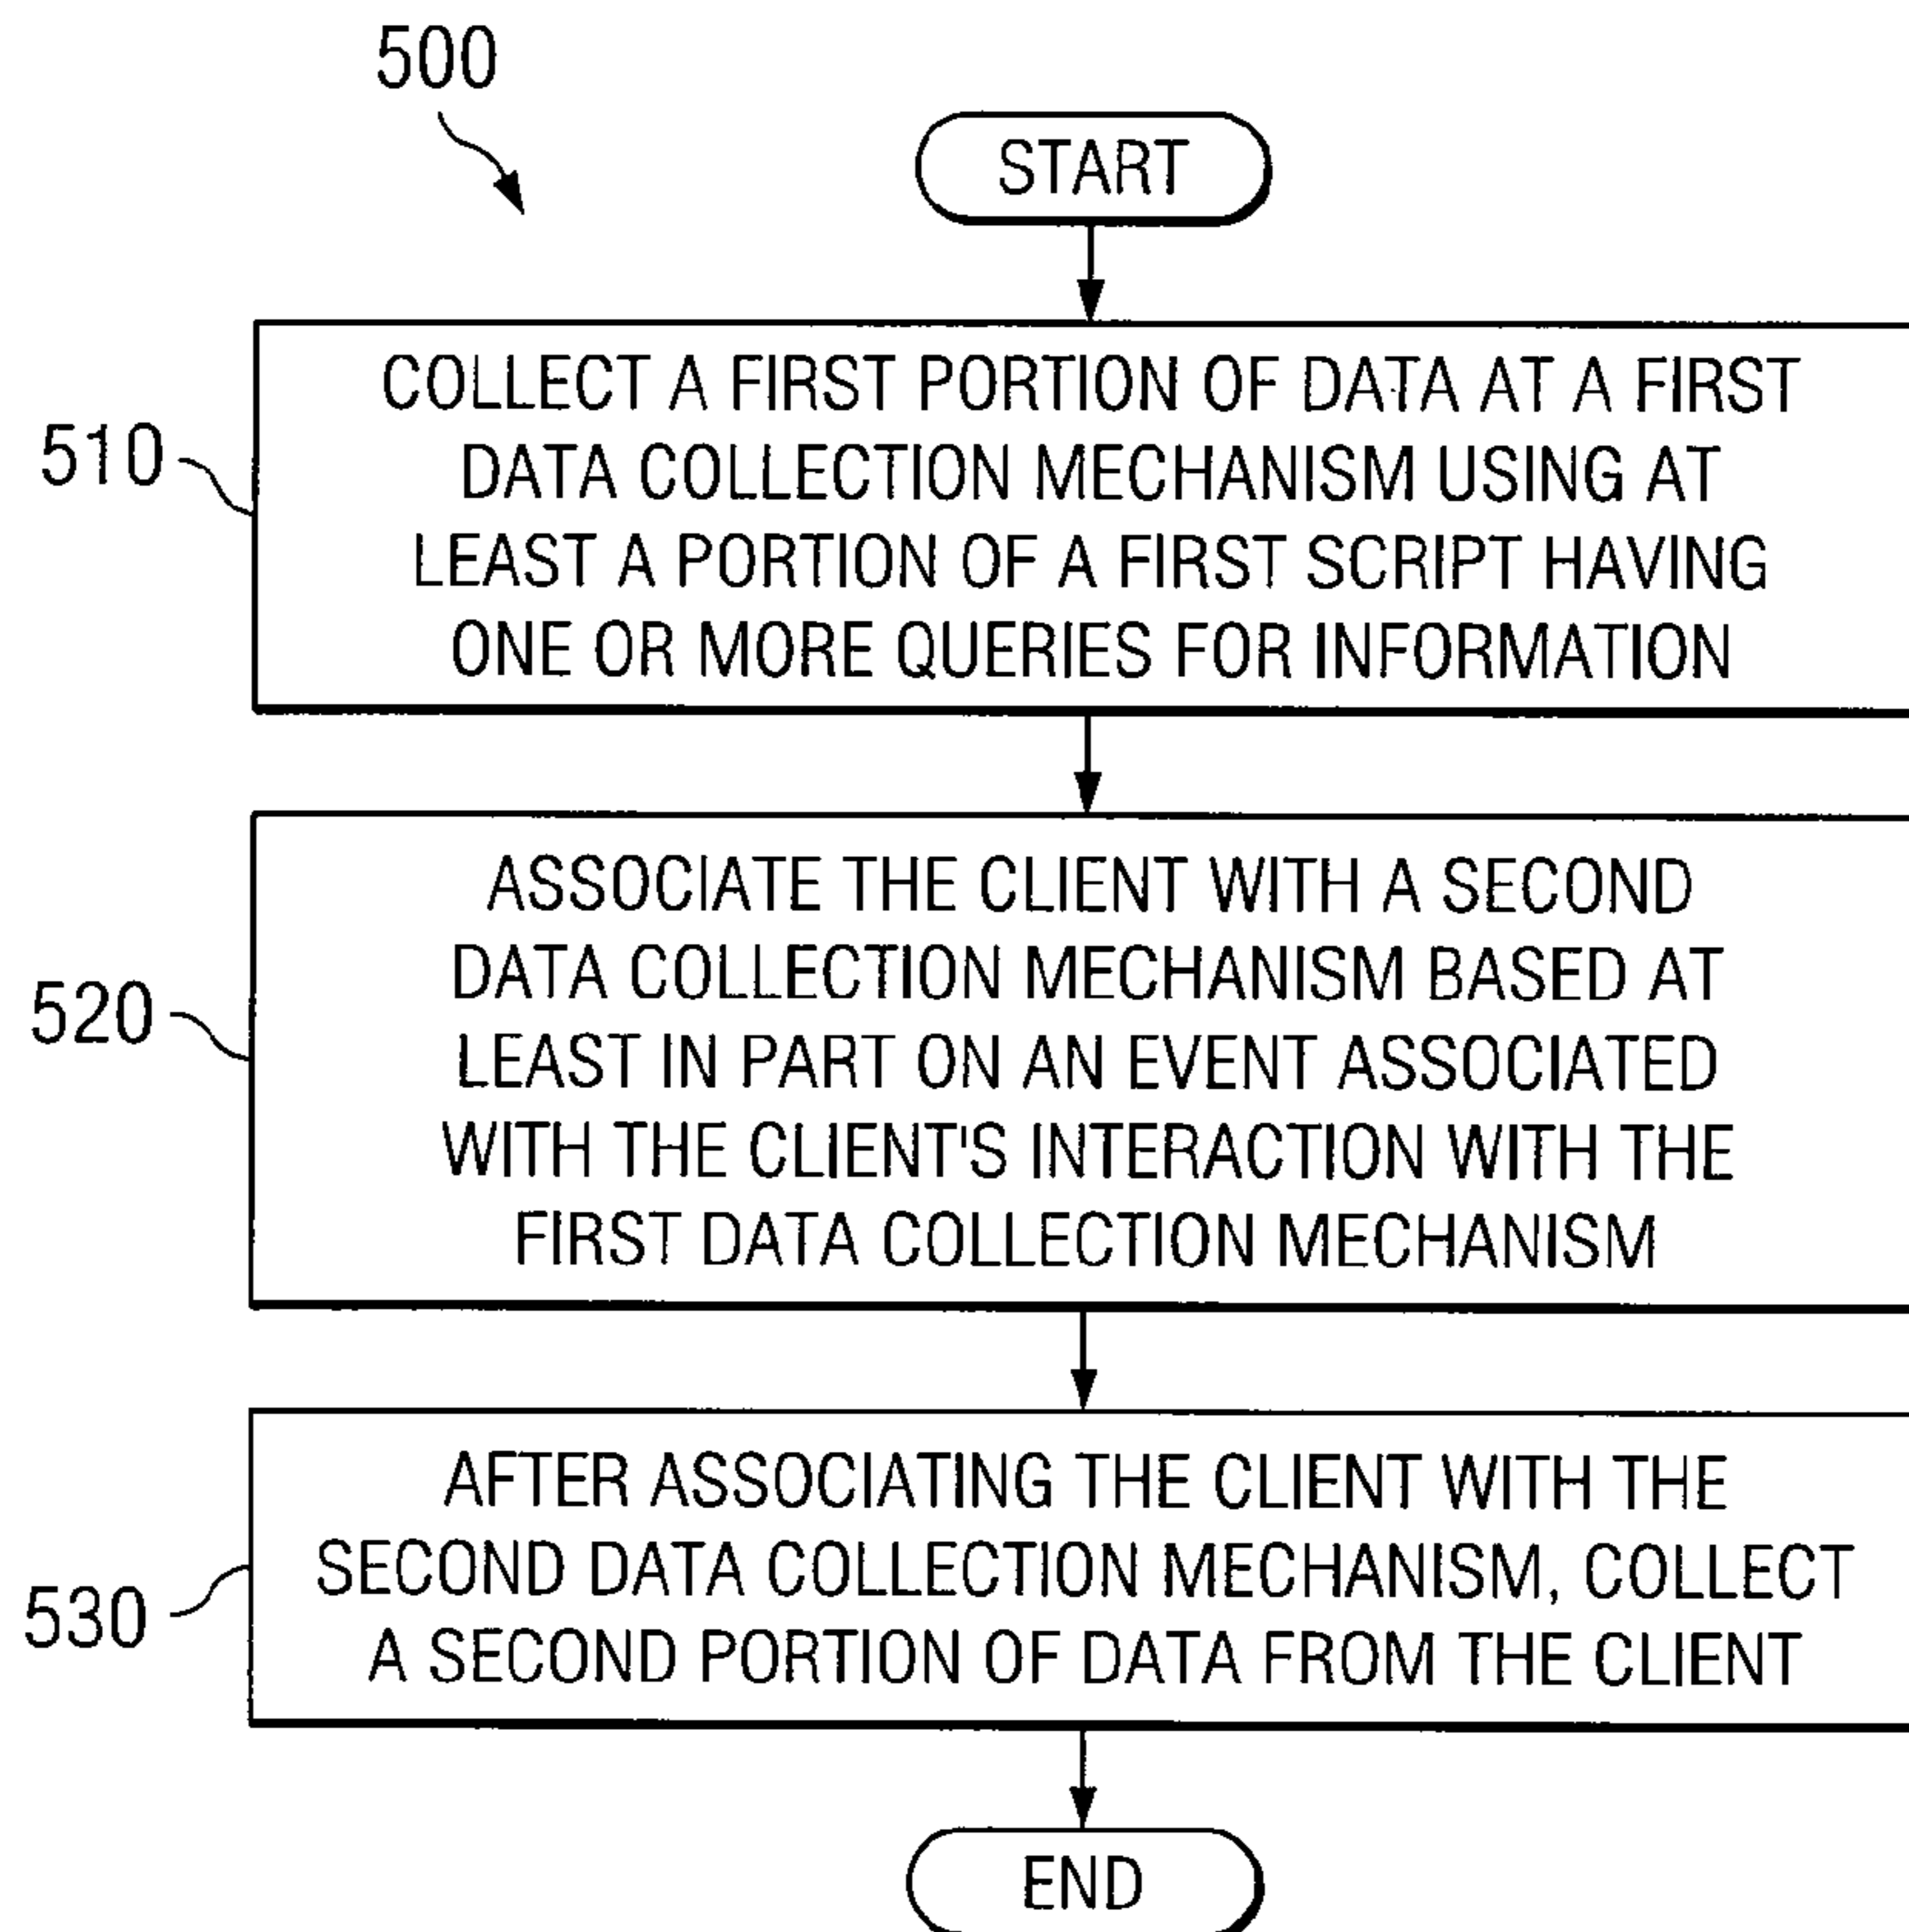 500
START
510
COLLECT A FIRST PORTION OF DATA AT A FIRST
DATA COLLECTION MECHANISM USING AT
LEAST A PORTION OF A FIRST SCRIPT HAVING
ONE OR MORE QUERIES FOR INFORMATION
520
ASSOCIATE THE CLIENT WITH A SECOND
DATA COLLECTION MECHANISM BASED AT
LEAST IN PART ON AN EVENT ASSOCIATED
WITH THE CLIENT'S INTERACTION WITH THE
FIRST DATA COLLECTION MECHANISM
530
AFTER ASSOCIATING THE CLIENT WITH THE
SECOND DATA COLLECTION MECHANISM, COLLECT
A SECOND PORTION OF DATA FROM THE CLIENT
END